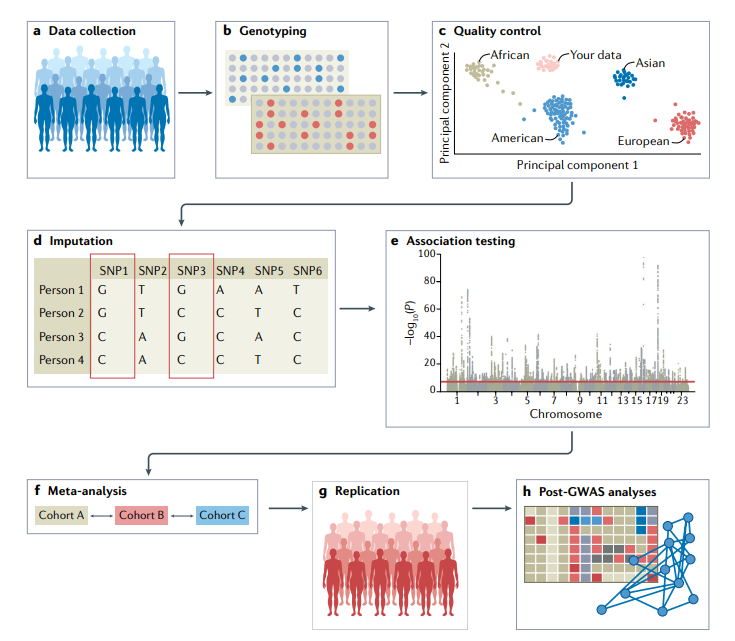 a Data collection
b Genotyping
c Quality control
Principal component 2
African
Your data
Asian
American
European
Principal component 1
d Imputation
SNP1 SNP2 SNP3 SNP4 SNP5 SNP6
Person 1 G T G A A T
Person 2 G T C C T C
Person 3 C A G C A C
Person 4 C A C C T C
e Association testing
−log10(P)
100
80
60
40
20
0
1 3 5 7 9 11 13 15 17 19 23
Chromosome
f Meta-analysis
Cohort A Cohort B Cohort C
g Replication
h Post-GWAS analyses